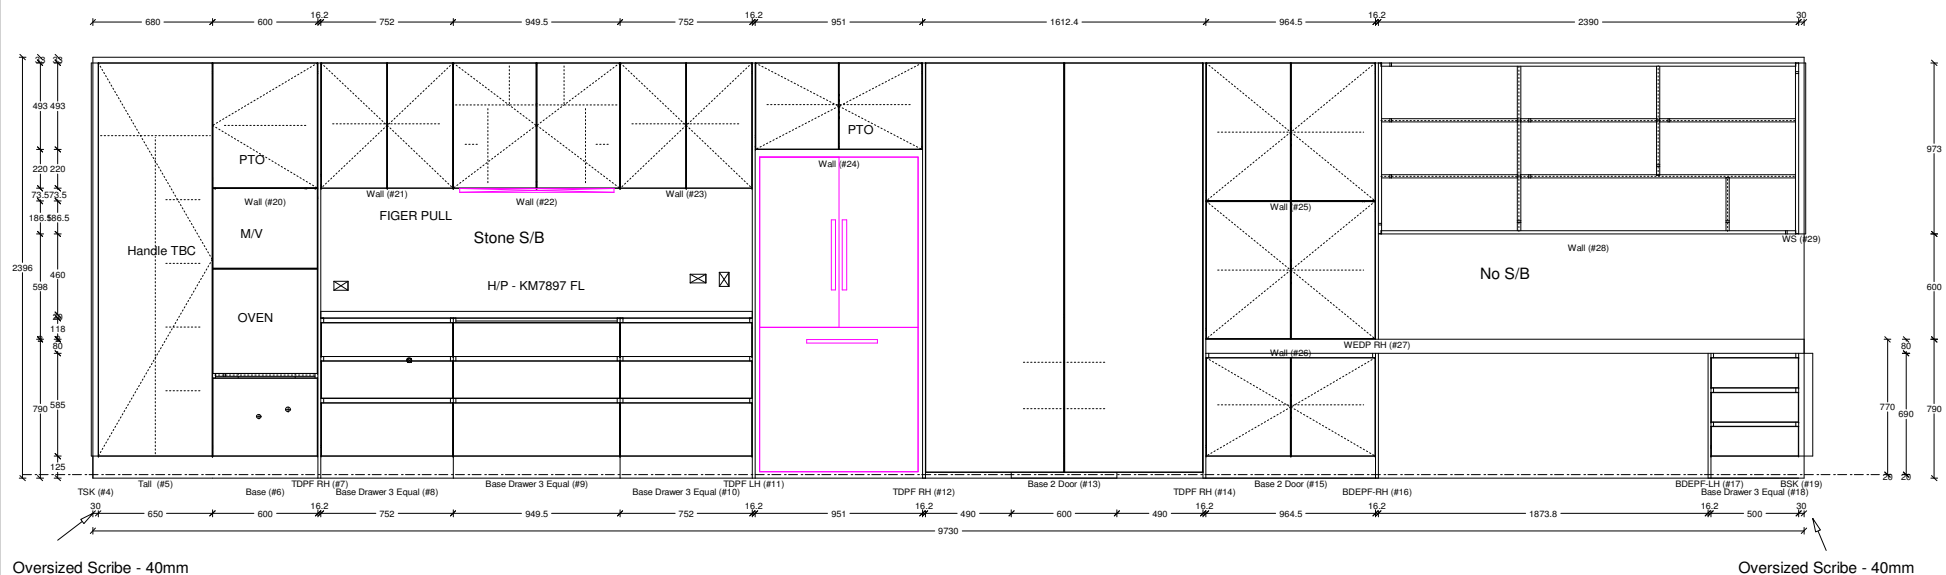 680 600 16.2 752 949.5 752 16.2 951 1612.4 964.5 16.2 2390 30
33 33
493 493
220 220
73.5 73.5
186.5 186.5
2396
460
598
20
118
80
585
790
125
973
600
80
770
690
790
20 20
PTO
PTO
Wall (#24)
Wall (#20)
Wall (#21)
Wall (#22)
Wall (#23)
Wall (#25)
FIGER PULL
M/V
Stone S/B
Handle TBC
WS (#29)
Wall (#28)
No S/B
H/P - KM7897 FL
OVEN
WEDP RH (#27)
Wall (#26)
TSK (#4)
Tall (#5)
Base (#6)
TDPF RH (#7)
Base Drawer 3 Equal (#8)
Base Drawer 3 Equal (#9)
Base Drawer 3 Equal (#10)
TDPF LH (#11)
TDPF RH (#12)
Base 2 Door (#13)
TDPF RH (#14)
Base 2 Door (#15)
BDEPF-RH (#16)
BDEPF-LH (#17)
Base Drawer 3 Equal (#18)
BSK (#19)
30 650 600 16.2 752 949.5 752 16.2 951 16.2 490 600 490 16.2 964.5 16.2 1873.8 16.2 500 30
9730
Oversized Scribe - 40mm
Oversized Scribe - 40mm